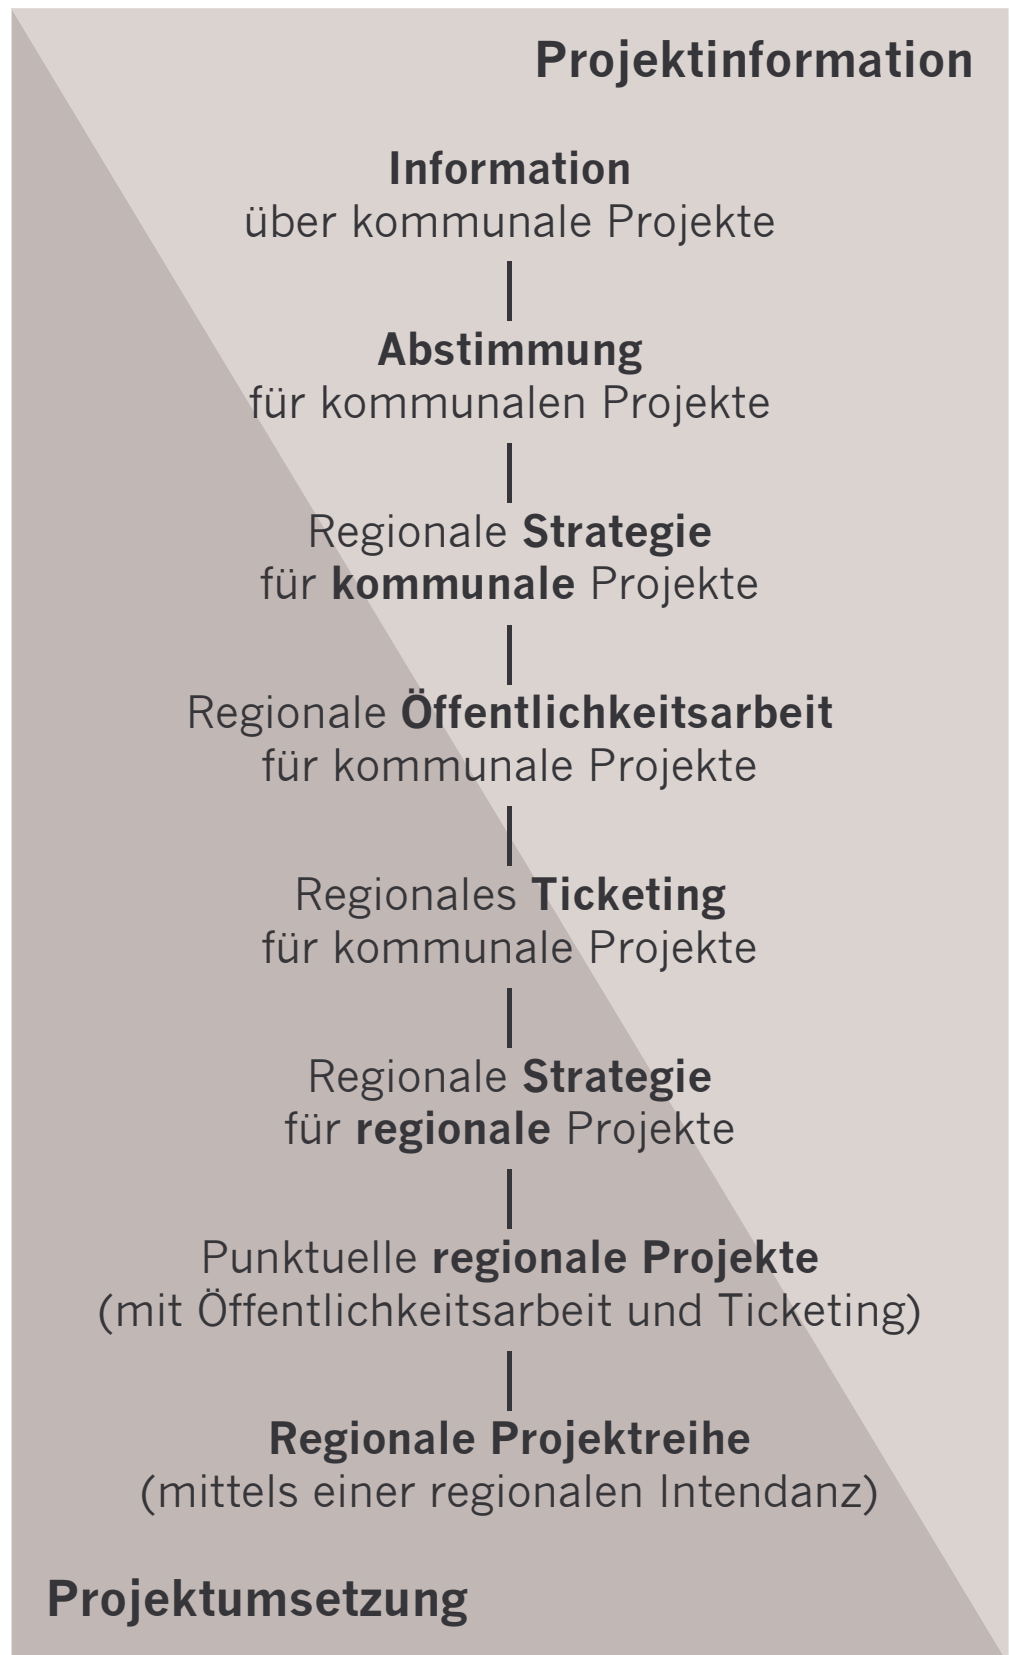 Projektinformation
Information
über kommunale Projekte
Abstimmung
für kommunalen Projekte
Regionale Strategie
für kommunale Projekte
Regionale Öffentlichkeitsarbeit
für kommunale Projekte
Regionales Ticketing
für kommunale Projekte
Regionale Strategie
für regionale Projekte
Punktuelle regionale Projekte
(mit Öffentlichkeitsarbeit und Ticketing)
Regionale Projektreihe
(mittels einer regionalen Intendanz)
Projektumsetzung